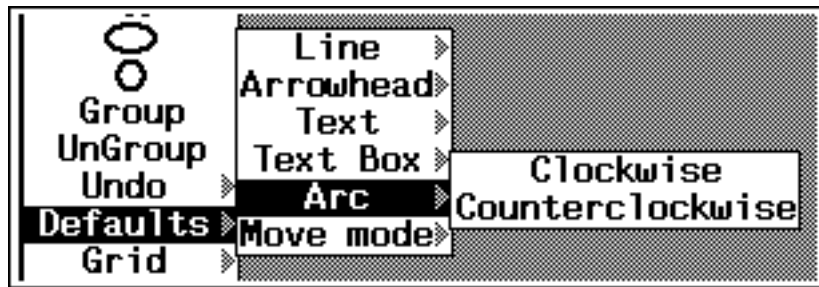 Group
UnGroup
Undo
Defaults
Grid
Line
Arrowhead
Text
Text Box
Arc
Move mode
Clockwise
Counterclockwise